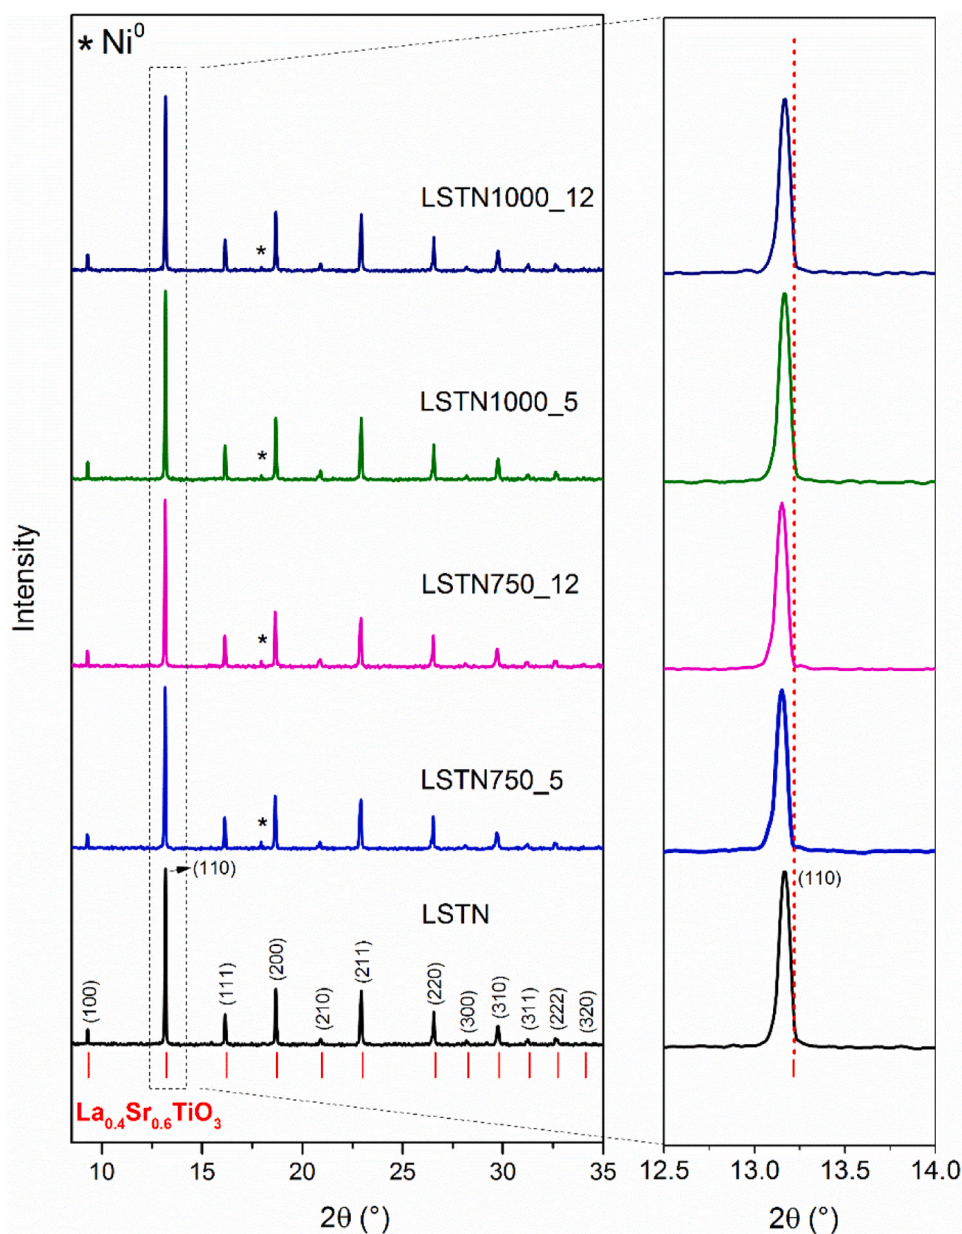 * Ni⁰
LSTN1000_12
*
LSTN1000_5
*
LSTN750_12
*
LSTN750_5
*
(110)
LSTN
(100)
(111)
(200)
(210)
(211)
(220)
(300)
(310)
(311)
(222)
(320)
La₀.₄Sr₀.₆TiO₃
10 15 20 25 30 35
2θ (°)
Intensity
(110)
12.5 13.0 13.5 14.0
2θ (°)